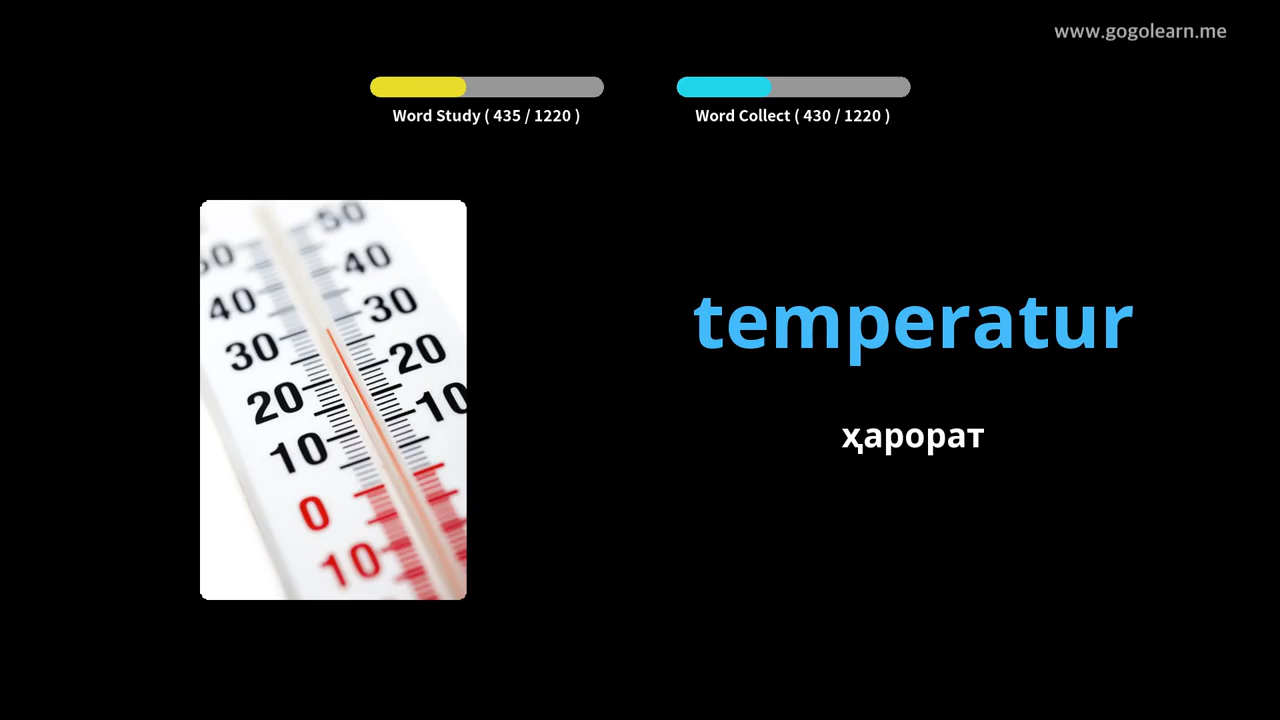 www.gogolearn.me
Word Study ( 435 / 1220 )
Word Collect ( 430 / 1220 )
50
50
40
40
30
30
20
20
10
10
0
10
temperatur
ҳарорат